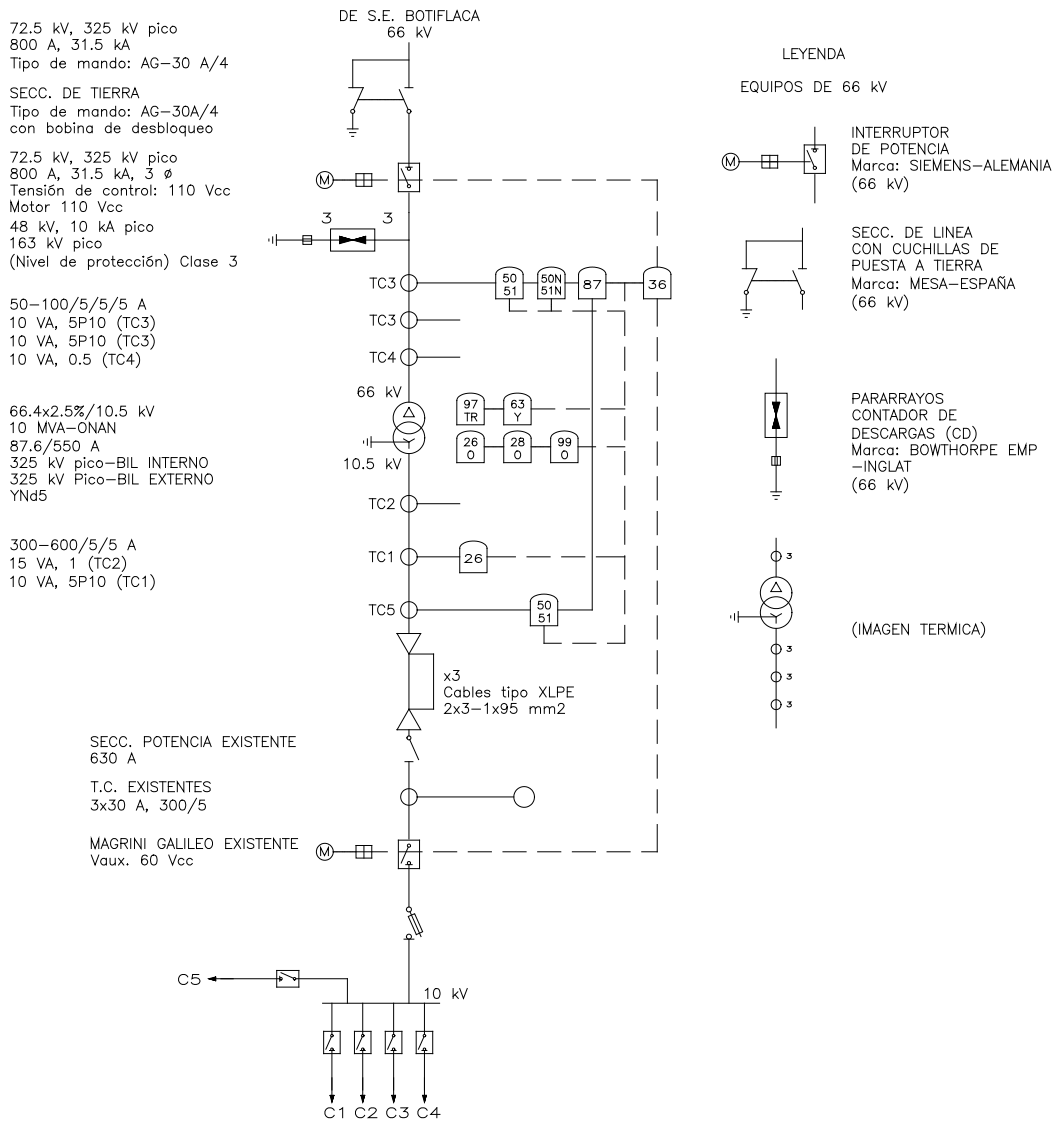 72.5 kV, 325 kV pico
800 A, 31.5 kA
Tipo de mando: AG-30 A/4
SECC. DE TIERRA
Tipo de mando: AG-30A/4
con bobina de desbloqueo
72.5 kV, 325 kV pico
800 A, 31.5 kA, 3 ø
Tensión de control: 110 Vcc
Motor 110 Vcc
48 kV, 10 kA pico
163 kV pico
(Nivel de protección) Clase 3
50-100/5/5/5 A
10 VA, 5P10 (TC3)
10 VA, 5P10 (TC3)
10 VA, 0.5 (TC4)
66.4x2.5%/10.5 kV
10 MVA-ONAN
87.6/550 A
325 kV pico-BIL INTERNO
325 kV Pico-BIL EXTERNO
YNd5
300-600/5/5 A
15 VA, 1 (TC2)
10 VA, 5P10 (TC1)
SECC. POTENCIA EXISTENTE
630 A
T.C. EXISTENTES
3x30 A, 300/5
MAGRINI GALILEO EXISTENTE
Vaux. 60 Vcc
DE S.E. BOTIFLACA
66 kV
M
3 3
TC3
50
51
50N
51N
87
36
TC3
TC4
66 kV
97
TR
63
Y
26
0
28
0
99
0
10.5 kV
TC2
TC1
26
TC5
50
51
x3
Cables tipo XLPE
2x3-1x95 mm2
M
C5
10 kV
C1 C2 C3 C4
LEYENDA
EQUIPOS DE 66 kV
M
INTERRUPTOR
DE POTENCIA
Marca: SIEMENS-ALEMANIA
(66 kV)
SECC. DE LINEA
CON CUCHILLAS DE
PUESTA A TIERRA
Marca: MESA-ESPAÑA
(66 kV)
PARARRAYOS
CONTADOR DE
DESCARGAS (CD)
Marca: BOWTHORPE EMP
-INGLAT
(66 kV)
3
(IMAGEN TERMICA)
3
3
3